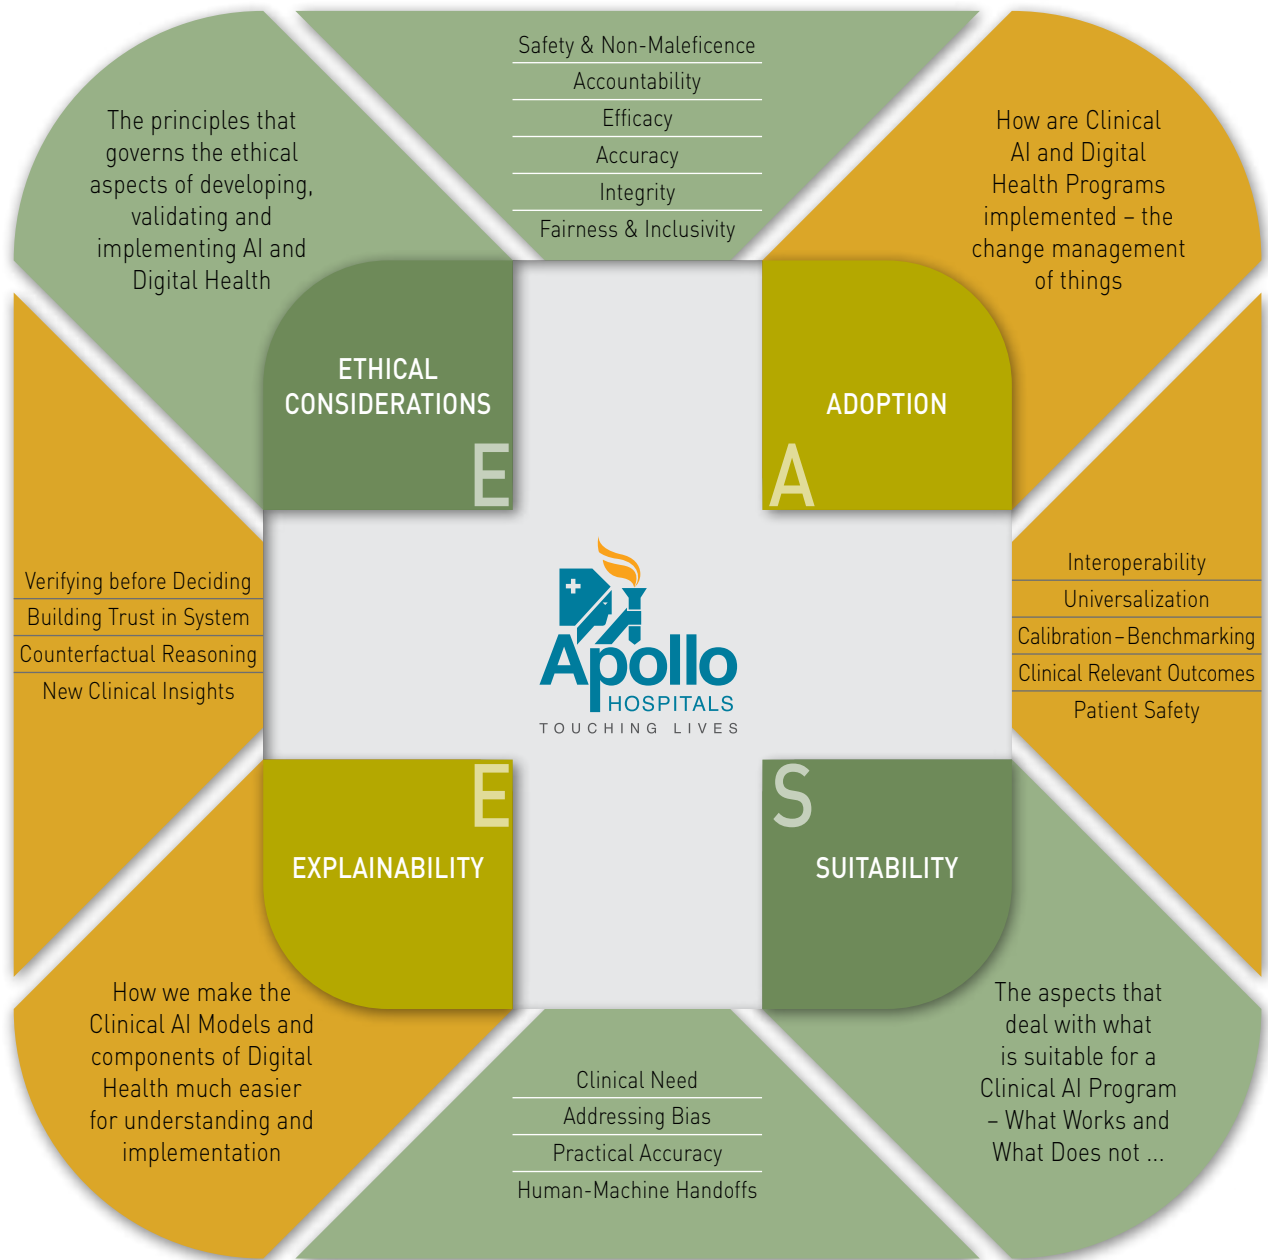 Safety & Non-Maleficence
Accountability
Efficacy
Accuracy
Integrity
Fairness & Inclusivity
The principles that
governs the ethical
aspects of developing,
validating and
implementing AI and
Digital Health
How are Clinical
AI and Digital
Health Programs
implemented – the
change management
of things
ETHICAL
CONSIDERATIONS
E
ADOPTION
A
Verifying before Deciding
Building Trust in System
Counterfactual Reasoning
New Clinical Insights
Apollo
HOSPITALS
TOUCHING LIVES
Interoperability
Universalization
Calibration–Benchmarking
Clinical Relevant Outcomes
Patient Safety
E
EXPLAINABILITY
S
SUITABILITY
How we make the
Clinical AI Models and
components of Digital
Health much easier
for understanding and
implementation
Clinical Need
Addressing Bias
Practical Accuracy
Human-Machine Handoffs
The aspects that
deal with what
is suitable for a
Clinical AI Program
– What Works and
What Does not ...